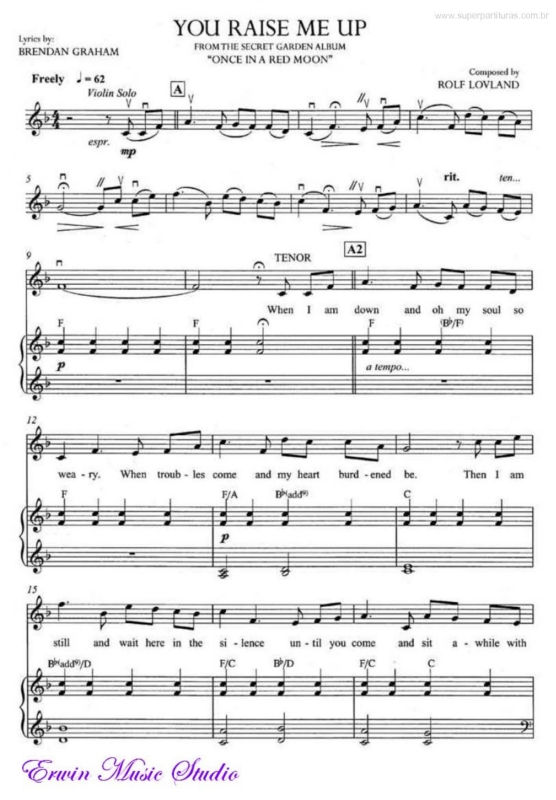 www.superpartituras.com.br
YOU RAISE ME UP
Lyrics by:
BRENDAN GRAHAM
FROM THE SECRET GARDEN ALBUM
"ONCE IN A RED MOON"
Composed by
ROLF LOVLAND
Freely ♩ = 62
Violin Solo
A
espr.
mp
5
rit. ten...
9
TENOR
A2
When I am down and oh my soul so
F F F (B♭/F)
p
a tempo...
12
wea - ry. When troub - les come and my heart burd - ened be. Then I am
F F/A B♭(add9) C
p
15
still and wait here in the si - lence un - til you come and sit a - while with
B♭(add9)/D F/C B♭/D F/C C
Erwin Music Studio